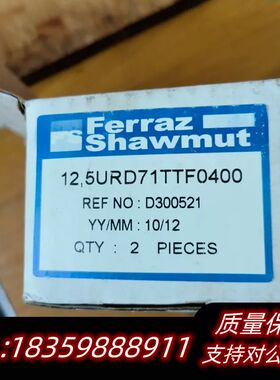 Ferraz
Shawmut
12,5URD71TTF0400
REF NO : D300521
YY/MM : 10/12
QTY : 2 PIECES
质量保
:18359888911
支持对公